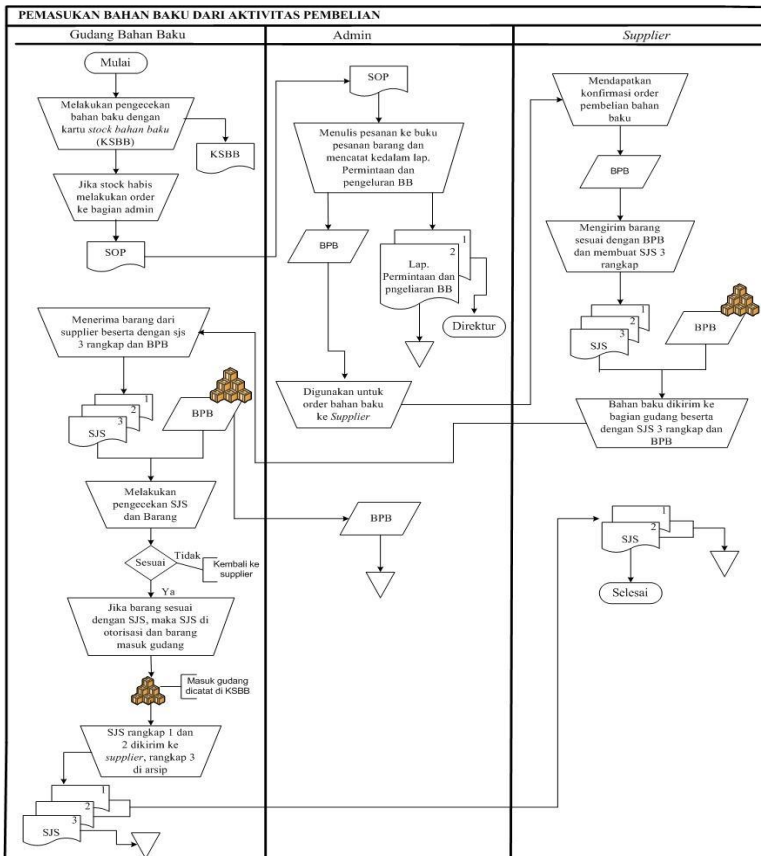 PEMASUKAN BAHAN BAKU DARI AKTIVITAS PEMBELIAN
Gudang Bahan Baku
Admin
Supplier
Mulai
Melakukan pengecekan
bahan baku dengan
kartu stock bahan baku
(KSBB)
KSBB
Jika stock habis
melakukan order
ke bagian admin
SOP
Menerima barang dari
supplier beserta dengan sjs
3 rangkap dan BPB
1
2
3
SJS
BPB
Melakukan
pengecekan SJS
dan Barang
Sesuai
Tidak
Kembali ke
supplier
Ya
Jika barang sesuai
dengan SJS, maka SJS di
otorisasi dan barang
masuk gudang
Masuk gudang
dicatat di KSBB
SJS rangkap 1 dan
2 dikirim ke
supplier, rangkap 3
di arsip
1
2
3
SJS
SOP
Menulis pesanan ke buku
pesanan barang dan
mencatat kedalam lap.
Permintaan dan
pengeluran BB
BPB
1
2
Lap.
Permintaan dan
pngeliaran BB
Direktur
Digunakan untuk
order bahan baku
ke Supplier
BPB
Mendapatkan
konfirmasi order
pembelian bahan
baku
BPB
Mengirim barang
sesuai dengan BPB
dan membuat SJS 3
rangkap
1
2
3
SJS
BPB
Bahan baku dikirim ke
bagian gudang beserta
dengan SJS 3 rangkap dan
BPB
1
2
SJS
Selesai